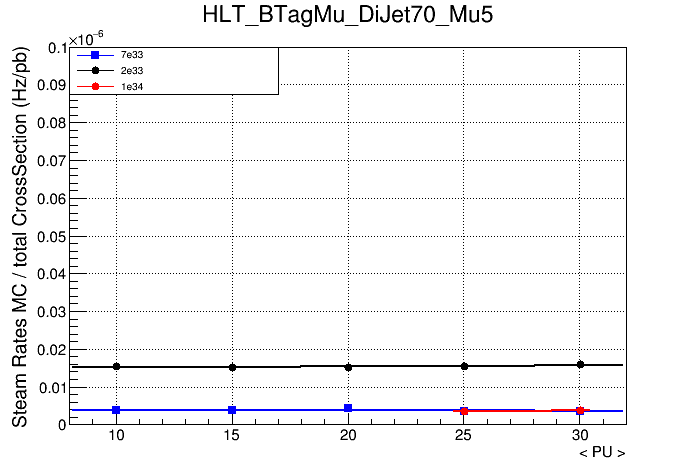 HLT_BTagMu_DiJet70_Mu5
×10⁻⁶
0.1
0.09
0.08
0.07
0.06
0.05
0.04
0.03
0.02
0.01
0
7e33
2e33
1e34
Steam Rates MC / total CrossSection (Hz/pb)
10 15 20 25 30
< PU >